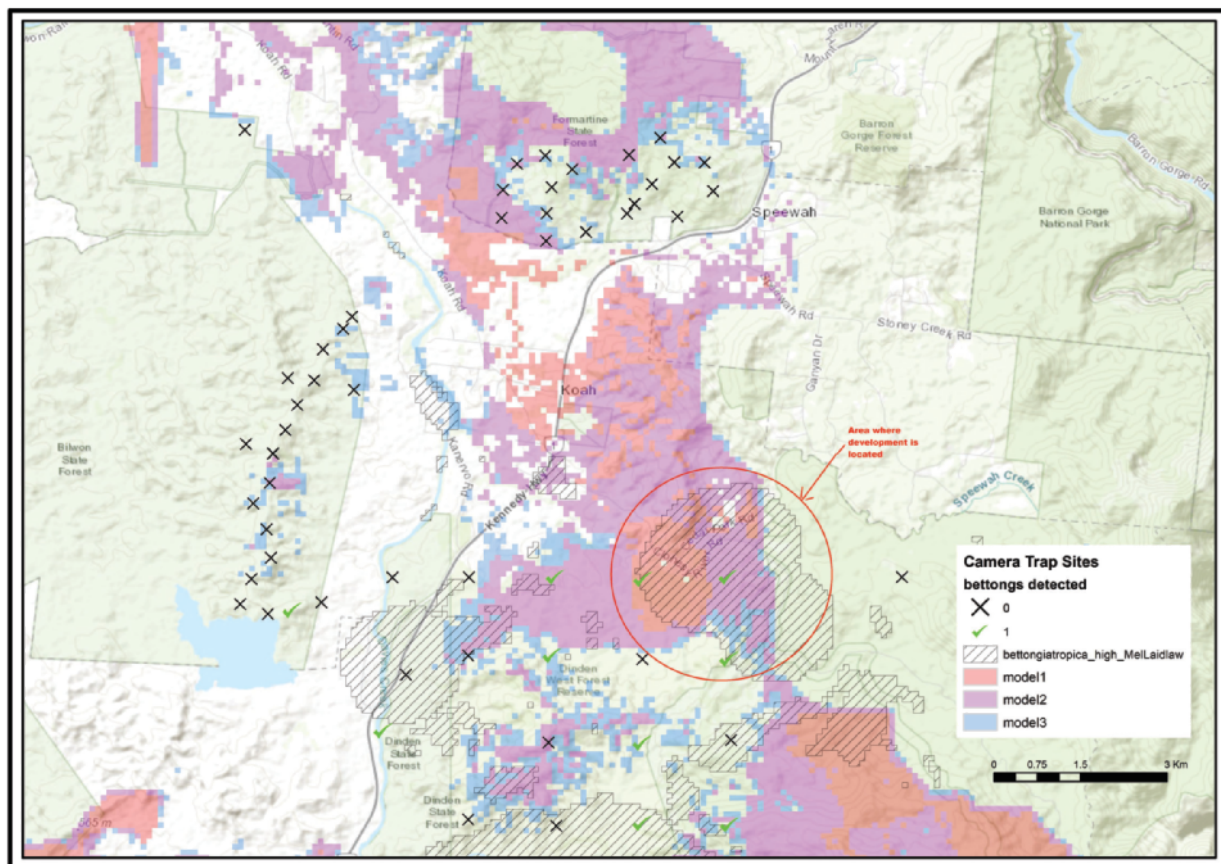 Koah Rd
Formartine
State
Forest
Barron
Gorge Forest
Reserve
Barron Gorge Rd
Barron Gorge
National Park
Speewah
Koah Rd
Speewah Rd
Stoney Creek Rd
Ganyan Dr
Koah
Bilwon
State
Forest
Kanervo Rd
Kennedy Hwy
Area where
development is
located
Speewah Creek
Dinden
West Forest
Reserve
Dinden
State
Forest
Dinden
State
Forest
565 m
Camera Trap Sites
bettongs detected
0
1
bettongiatropica_high_MelLaidlaw
model1
model2
model3
0 0.75 1.5 3 Km